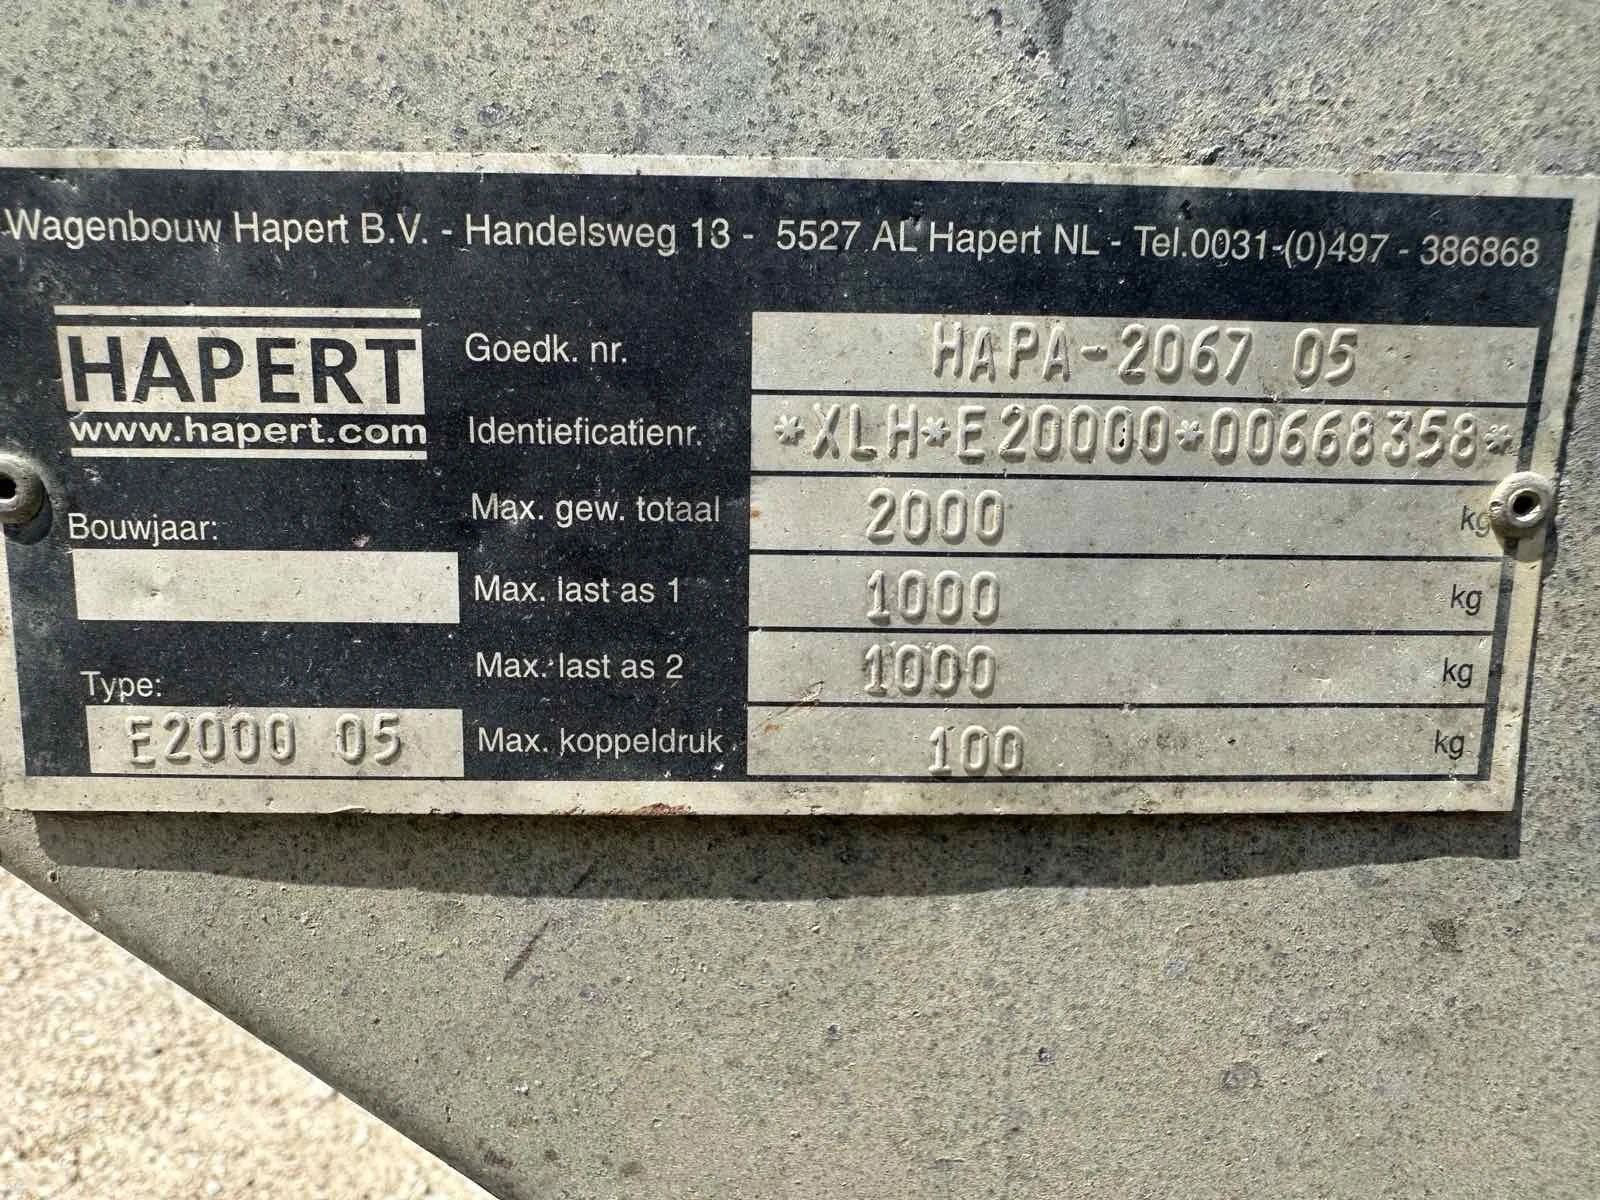 Wagenbouw Hapert B.V. - Handelsweg 13 - 5527 AL Hapert NL - Tel.0031-(0)497 - 386868
HAPERT
www.hapert.com
Bouwjaar:
Type:
E2000 05
Goedk. nr. HAPA-2067 05
Identieficatienr. *XLH*E20000*00668358*
Max. gew. totaal 2000 kg
Max. last as 1 1000 kg
Max. last as 2 1000 kg
Max. koppeldruk 100 kg